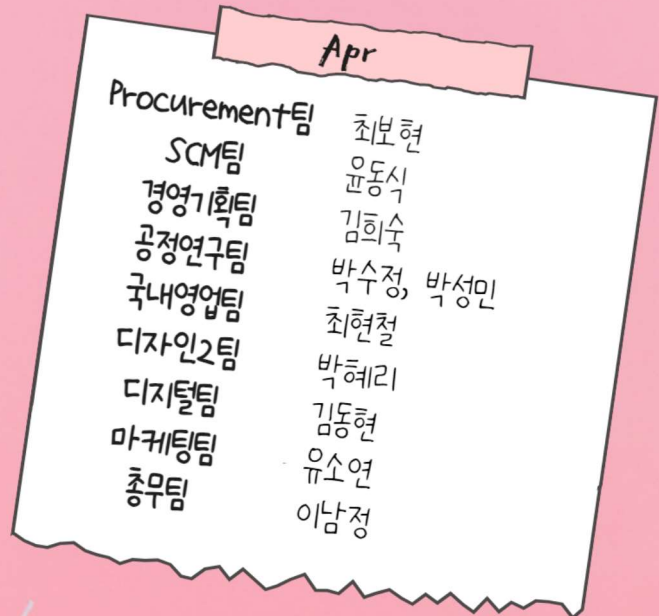 Apr
Procurement팀 최보현
SCM팀 윤동식
경영기획팀 김희숙
공정연구팀 박수정, 박성민
국내영업팀 최현철
디자인2팀 박혜리
디지털팀 김동현
마케팅팀 유소연
총무팀 이남정